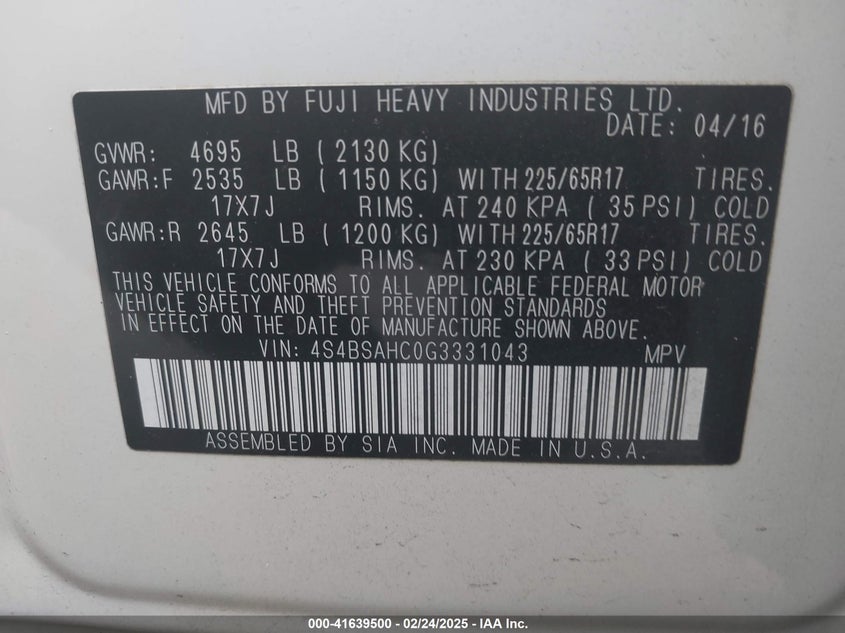 MFD BY FUJI HEAVY INDUSTRIES LTD.
DATE: 04/16
GVWR: 4695 LB ( 2130 KG)
GAWR:F 2535 LB ( 1150 KG) WITH 225/65R17 TIRES.
17X7J RIMS. AT 240 KPA ( 35 PSI) COLD
GAWR:R 2645 LB ( 1200 KG) WITH 225/65R17 TIRES.
17X7J RIMS. AT 230 KPA ( 33 PSI) COLD
THIS VEHICLE CONFORMS TO ALL APPLICABLE FEDERAL MOTOR
VEHICLE SAFETY AND THEFT PREVENTION STANDARDS
IN EFFECT ON THE DATE OF MANUFACTURE SHOWN ABOVE.
VIN: 4S4BSAHC0G3331043 MPV
ASSEMBLED BY SIA INC. MADE IN U.S.A.
000-41639500 - 02/24/2025 - IAA Inc.